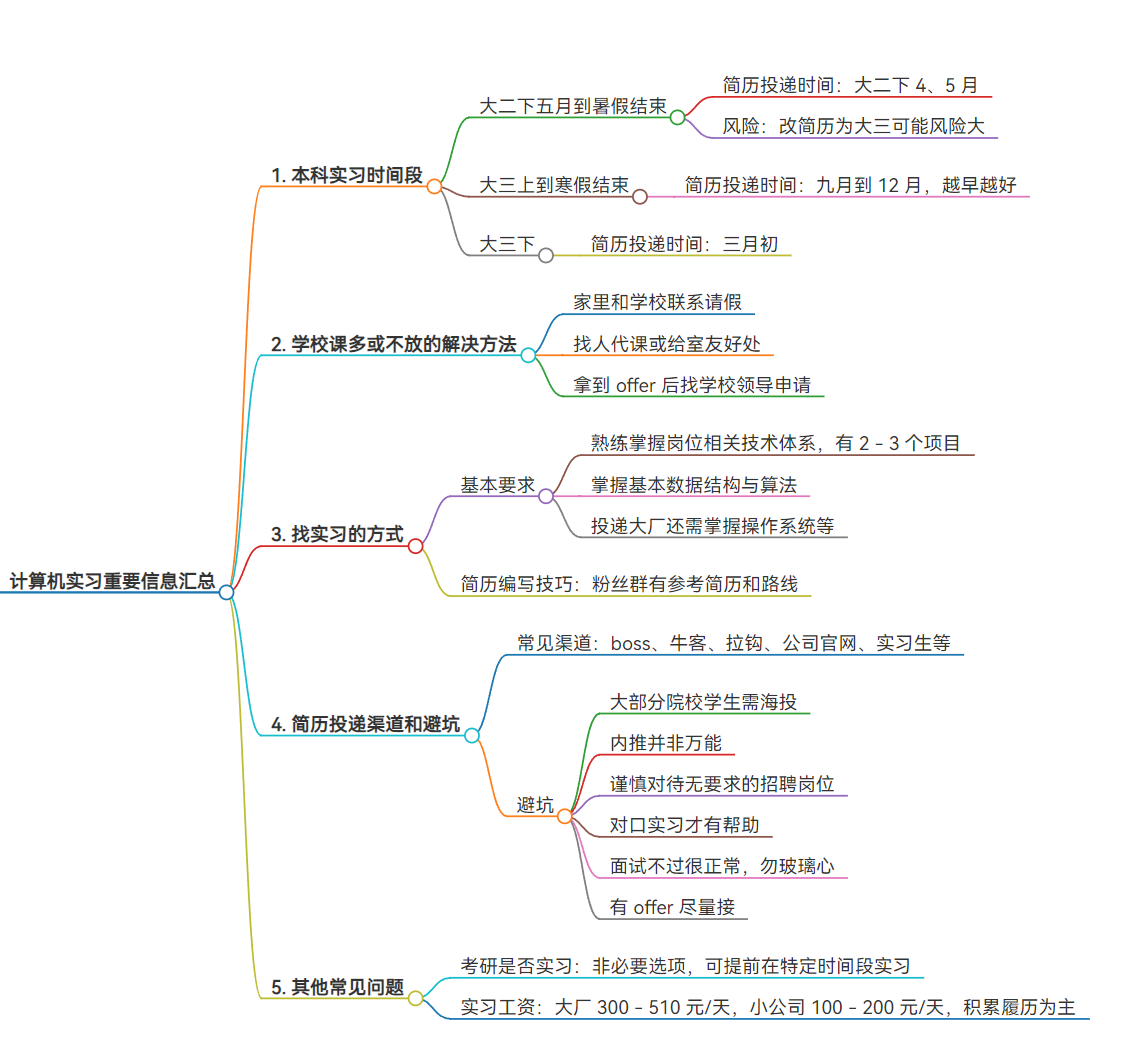 计算机实习重要信息汇总
1. 本科实习时间段
大二下五月到暑假结束
简历投递时间：大二下 4、5 月
风险：改简历为大三可能风险大
大三上到寒假结束
简历投递时间：九月到 12 月，越早越好
大三下
简历投递时间：三月初
2. 学校课多或不放的解决方法
家里和学校联系请假
找人代课或给室友好处
拿到 offer 后找学校领导申请
3. 找实习的方式
基本要求
熟练掌握岗位相关技术体系，有 2 - 3 个项目
掌握基本数据结构与算法
投递大厂还需掌握操作系统等
简历编写技巧：粉丝群有参考简历和路线
4. 简历投递渠道和避坑
常见渠道：boss、牛客、拉钩、公司官网、实习生等
避坑
大部分院校学生需海投
内推并非万能
谨慎对待无要求的招聘岗位
对口实习才有帮助
面试不过很正常，勿玻璃心
有 offer 尽量接
5. 其他常见问题
考研是否实习：非必要选项，可提前在特定时间段实习
实习工资：大厂 300 - 510 元/天，小公司 100 - 200 元/天，积累履历为主